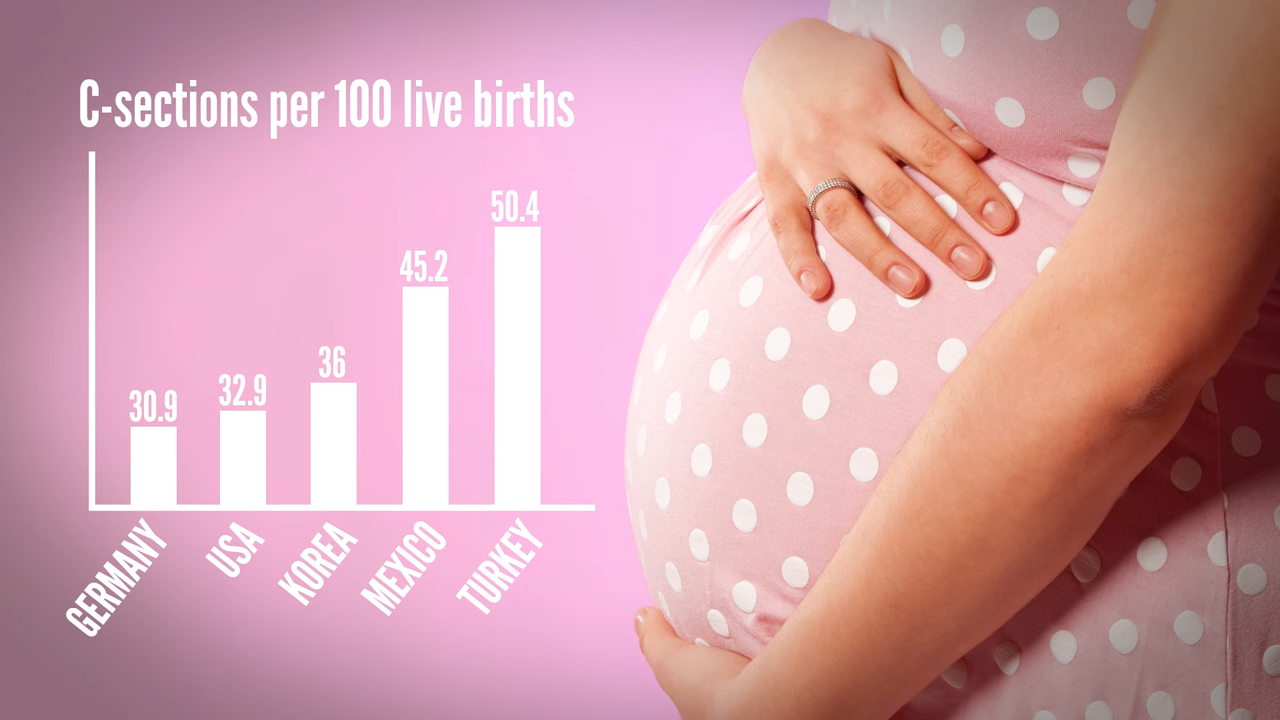 C-sections per 100 live births
50.4
45.2
36
32.9
30.9
GERMANY
USA
KOREA
MEXICO
TURKEY